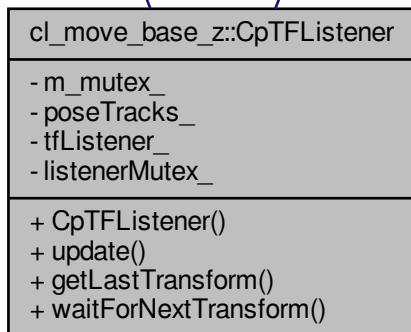 cl_move_base_z::CpTFListener
- m_mutex_
- poseTracks_
- tfListener_
- listenerMutex_
+ CpTFListener()
+ update()
+ getLastTransform()
+ waitForNextTransform()